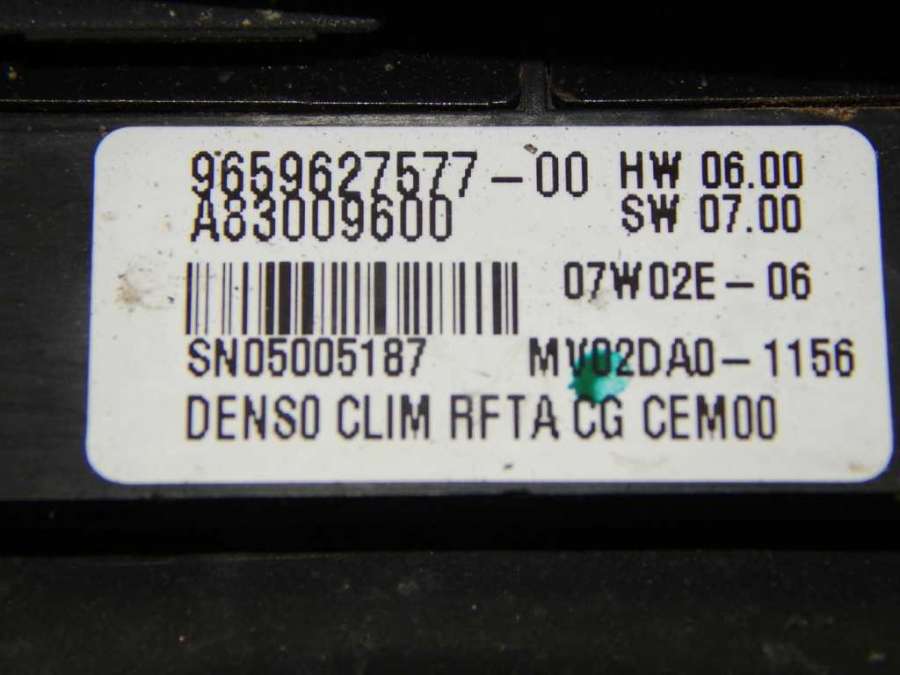 9659627577-00 HW 06.00
A83009600 SW 07.00
07W02E-06
SN05005187 MV02DA0-1156
DENSO CLIM RFTA CG CEM00